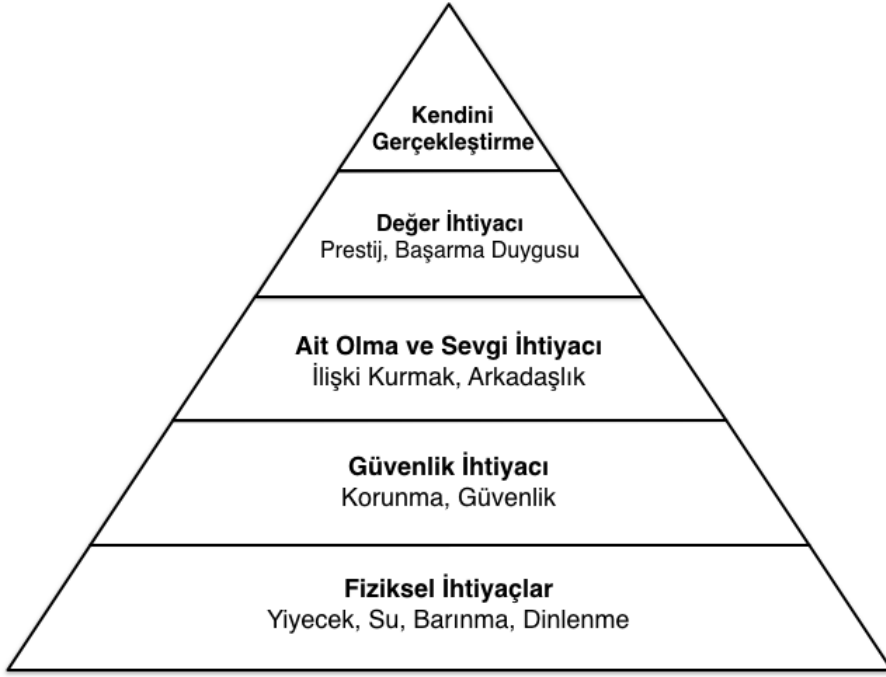 Kendini
Gerçekleştirme
Değer İhtiyacı
Prestij, Başarma Duygusu
Ait Olma ve Sevgi İhtiyacı
İlişki Kurmak, Arkadaşlık
Güvenlik İhtiyacı
Korunma, Güvenlik
Fiziksel İhtiyaçlar
Yiyecek, Su, Barınma, Dinlenme